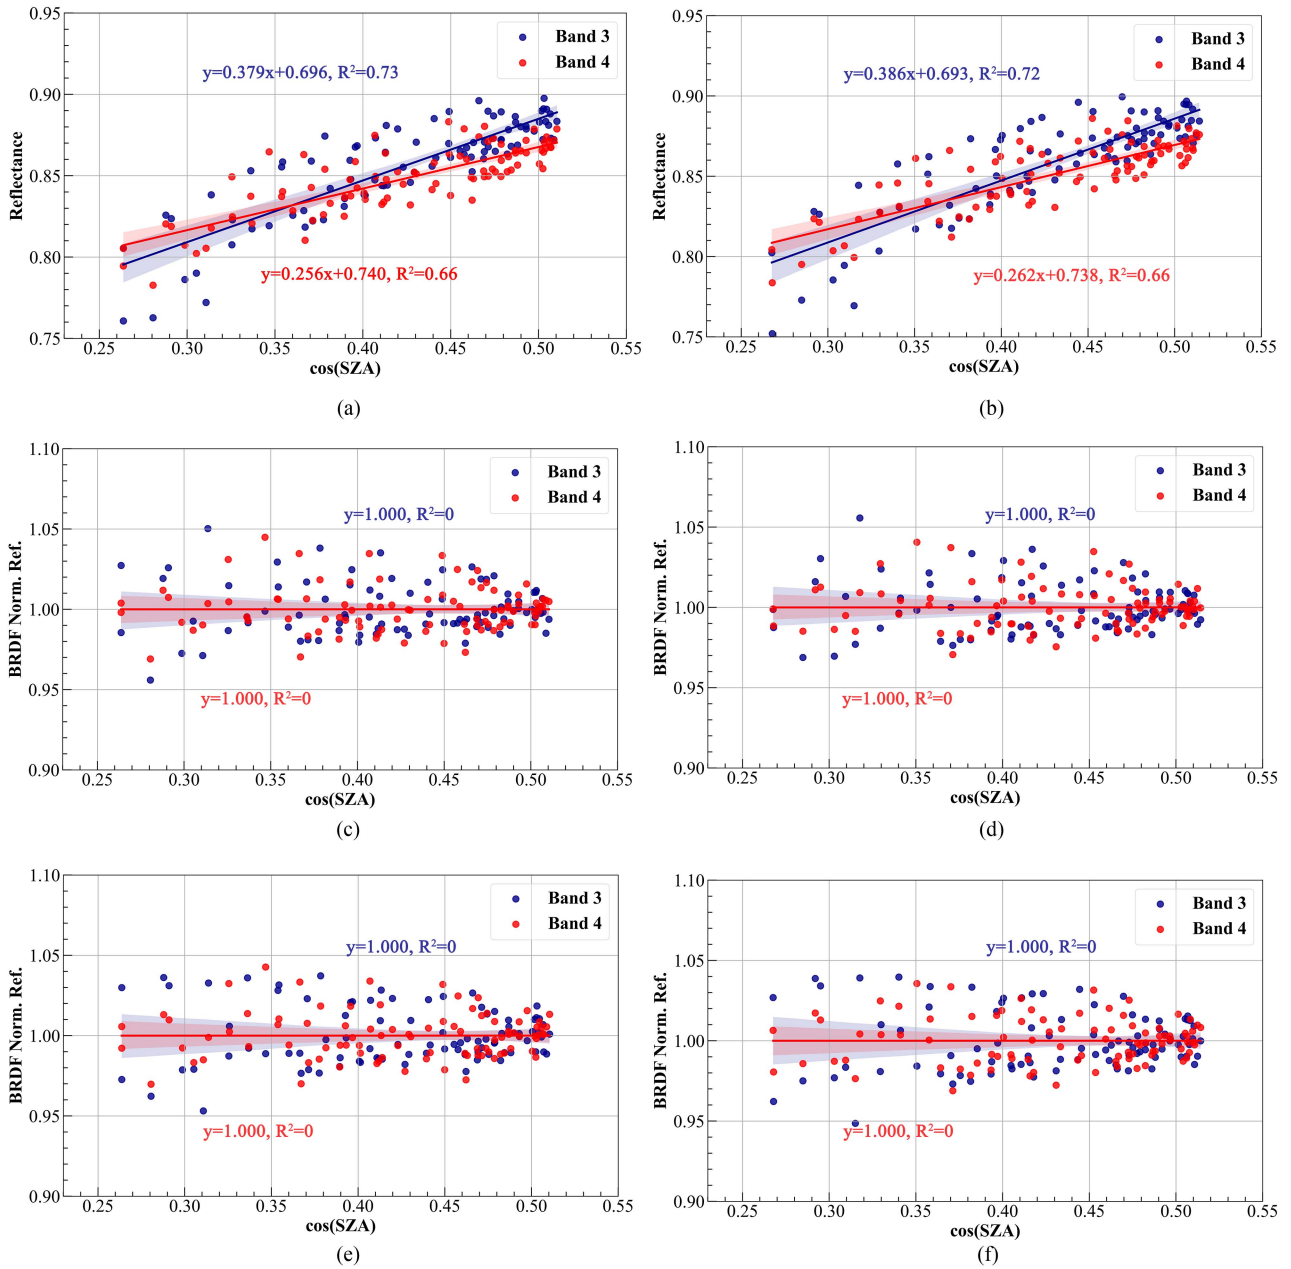 0.95
0.90
0.85
0.80
0.75
Reflectance
Band 3
Band 4
y=0.379x+0.696, R²=0.73
y=0.256x+0.740, R²=0.66
0.25 0.30 0.35 0.40 0.45 0.50 0.55
cos(SZA)
(a)
0.95
0.90
0.85
0.80
0.75
Reflectance
Band 3
Band 4
y=0.386x+0.693, R²=0.72
y=0.262x+0.738, R²=0.66
0.25 0.30 0.35 0.40 0.45 0.50 0.55
cos(SZA)
(b)
1.10
1.05
1.00
0.95
0.90
BRDF Norm. Ref.
Band 3
Band 4
y=1.000, R²=0
y=1.000, R²=0
0.25 0.30 0.35 0.40 0.45 0.50 0.55
cos(SZA)
(c)
1.10
1.05
1.00
0.95
0.90
BRDF Norm. Ref.
Band 3
Band 4
y=1.000, R²=0
y=1.000, R²=0
0.25 0.30 0.35 0.40 0.45 0.50 0.55
cos(SZA)
(d)
1.10
1.05
1.00
0.95
0.90
BRDF Norm. Ref.
Band 3
Band 4
y=1.000, R²=0
y=1.000, R²=0
0.25 0.30 0.35 0.40 0.45 0.50 0.55
cos(SZA)
(e)
1.10
1.05
1.00
0.95
0.90
BRDF Norm. Ref.
Band 3
Band 4
y=1.000, R²=0
y=1.000, R²=0
0.25 0.30 0.35 0.40 0.45 0.50 0.55
cos(SZA)
(f)